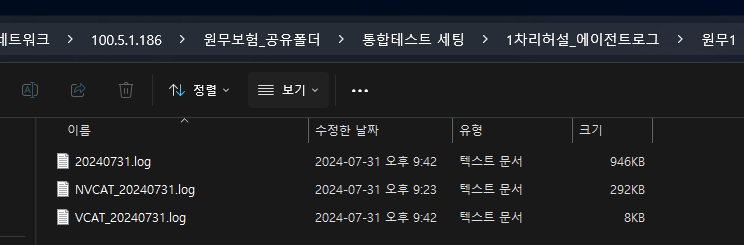 네트워크 > 100.5.1.186 > 원무보험_공유폴더 > 통합테스트 세팅 > 1차리허설_에이전트로그 > 원무1
정렬 보기 ...
이름 수정한 날짜 유형 크기
20240731.log 2024-07-31 오후 9:42 텍스트 문서 946KB
NVCAT_20240731.log 2024-07-31 오후 9:23 텍스트 문서 292KB
VCAT_20240731.log 2024-07-31 오후 9:42 텍스트 문서 8KB